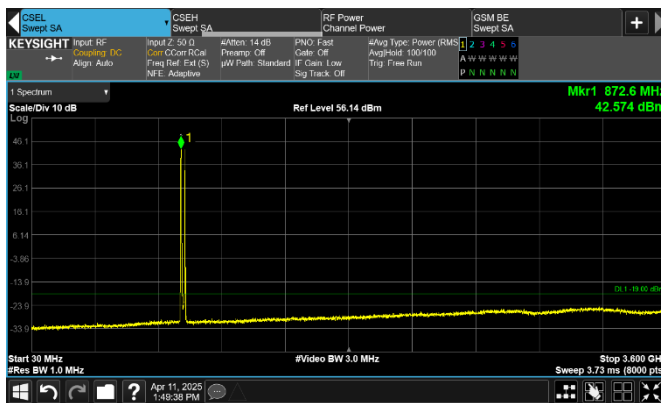 CSEL
Swept SA
CSEH
Swept SA
RF Power
Channel Power
GSM BE
Swept SA
+
KEYSIGHT
Input: RF
Coupling: DC
Align: Auto
Input Z: 50 Ω
Corr CCorr RCal
Freq Ref: Ext (S)
NFE: Adaptive
#Atten: 14 dB
Preamp: Off
µW Path: Standard
PNO: Fast
Gate: Off
IF Gain: Low
Sig Track: Off
#Avg Type: Power (RMS
Avg|Hold: 100/100
Trig: Free Run
1 2 3 4 5 6
A W W W W W
P N N N N N
LXI
1 Spectrum
Scale/Div 10 dB
Ref Level 56.14 dBm
Mkr1 872.6 MHz
42.574 dBm
Log
1
46.1
36.1
26.1
16.1
6.14
-3.86
-13.9
DL1 -19.00 dBm
-23.9
-33.9
Start 30 MHz
#Video BW 3.0 MHz
Stop 3.600 GH
#Res BW 1.0 MHz
Sweep 3.73 ms (8000 pts
?
Apr 11, 2025
1:49:38 PM